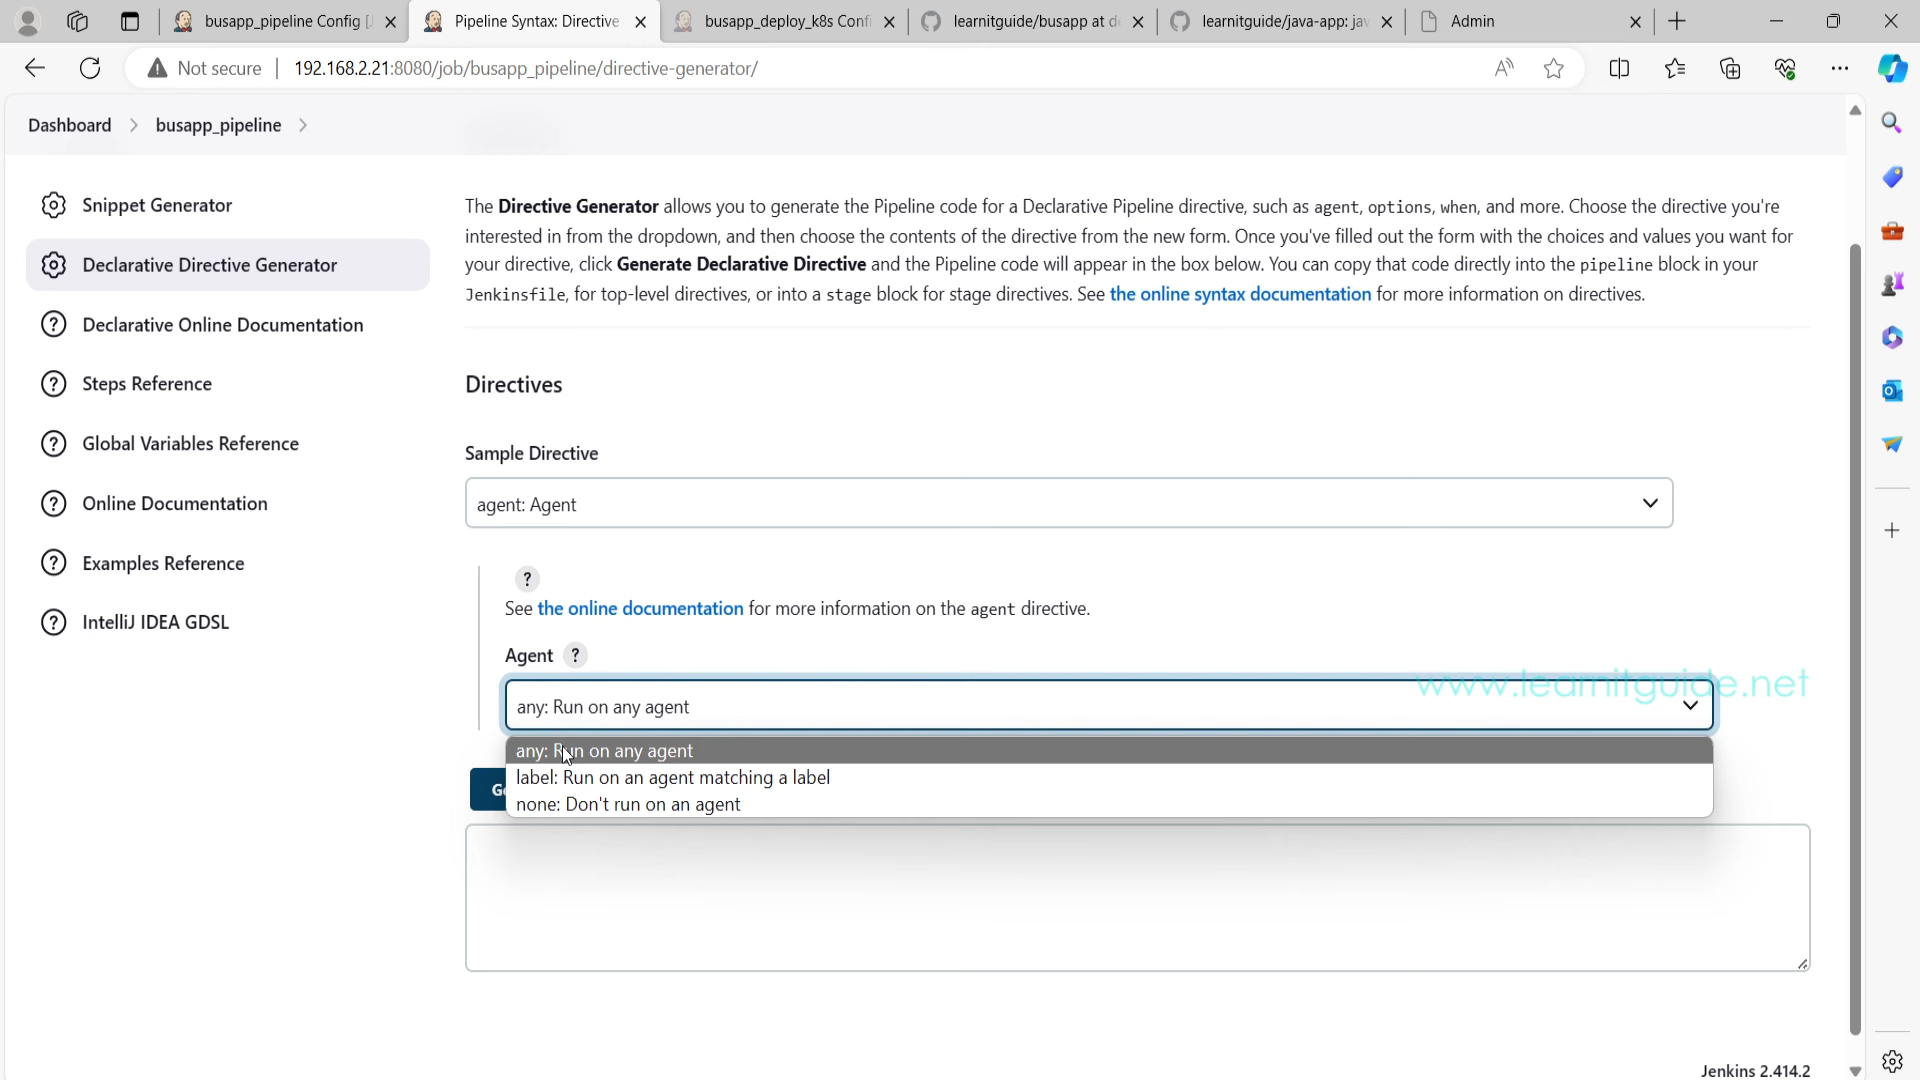 busapp_pipeline Config [J
Pipeline Syntax: Directive
busapp_deploy_k8s Confi
learnitguide/busapp at d
learnitguide/java-app: jav
Admin
Not secure
192.168.2.21:8080/job/busapp_pipeline/directive-generator/
Dashboard
busapp_pipeline
Snippet Generator
Declarative Directive Generator
Declarative Online Documentation
Steps Reference
Global Variables Reference
Online Documentation
Examples Reference
IntelliJ IDEA GDSL
The Directive Generator allows you to generate the Pipeline code for a Declarative Pipeline directive, such as agent, options, when, and more. Choose the directive you're
interested in from the dropdown, and then choose the contents of the directive from the new form. Once you've filled out the form with the choices and values you want for
your directive, click Generate Declarative Directive and the Pipeline code will appear in the box below. You can copy that code directly into the pipeline block in your
Jenkinsfile, for top-level directives, or into a stage block for stage directives. See the online syntax documentation for more information on directives.
Directives
Sample Directive
agent: Agent
?
See the online documentation for more information on the agent directive.
Agent ?
www.learnitguide.net
any: Run on any agent
any: Run on any agent
label: Run on an agent matching a label
none: Don't run on an agent
Jenkins 2.414.2